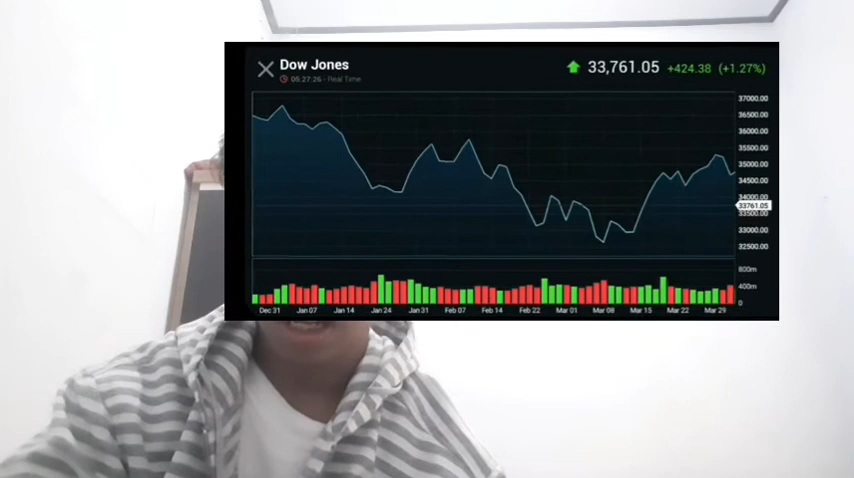 Dow Jones
05:27:26 - Real Time
33,761.05 +424.38 (+1.27%)
37000.00
36500.00
36000.00
35500.00
35000.00
34500.00
34000.00
33761.05
33500.00
33000.00
32500.00
800m
400m
0
Dec 31 Jan 07 Jan 14 Jan 24 Jan 31 Feb 07 Feb 14 Feb 22 Mar 01 Mar 08 Mar 15 Mar 22 Mar 29